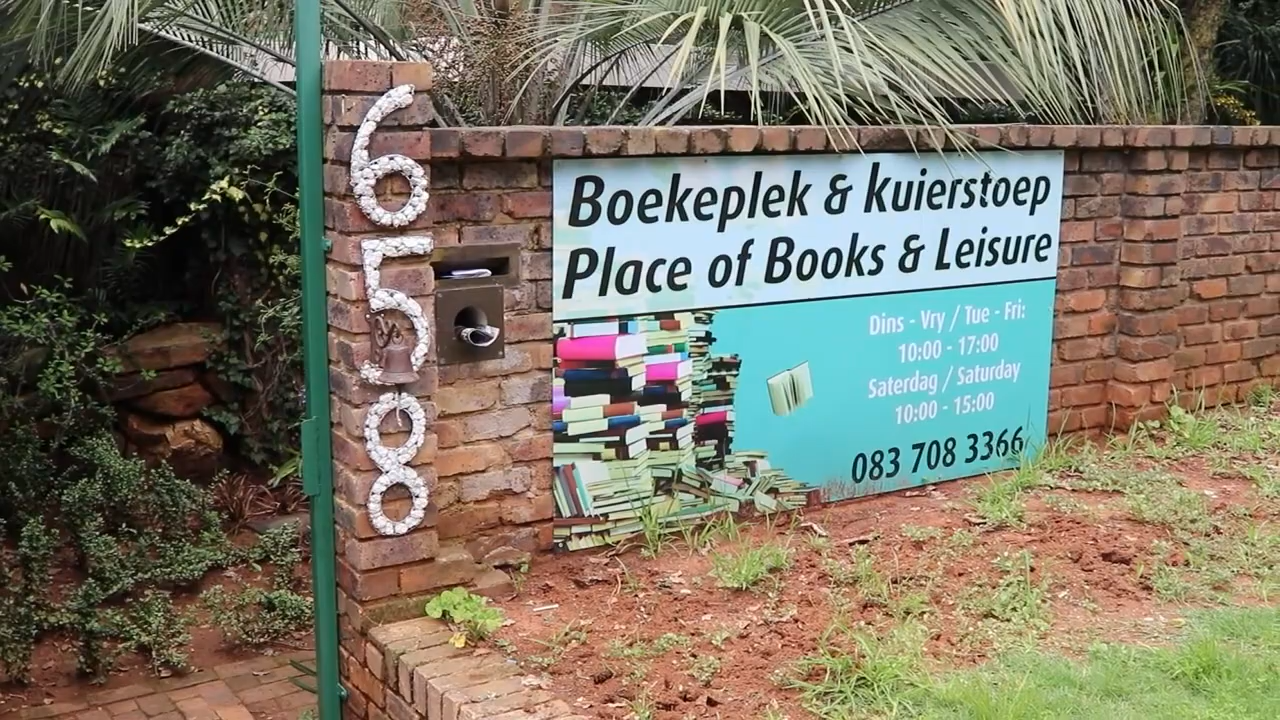 658
Boekeplek & kuierstoep
Place of Books & Leisure
Dins - Vry / Tue - Fri:
10:00 - 17:00
Saterdag / Saturday
10:00 - 15:00
083 708 3366